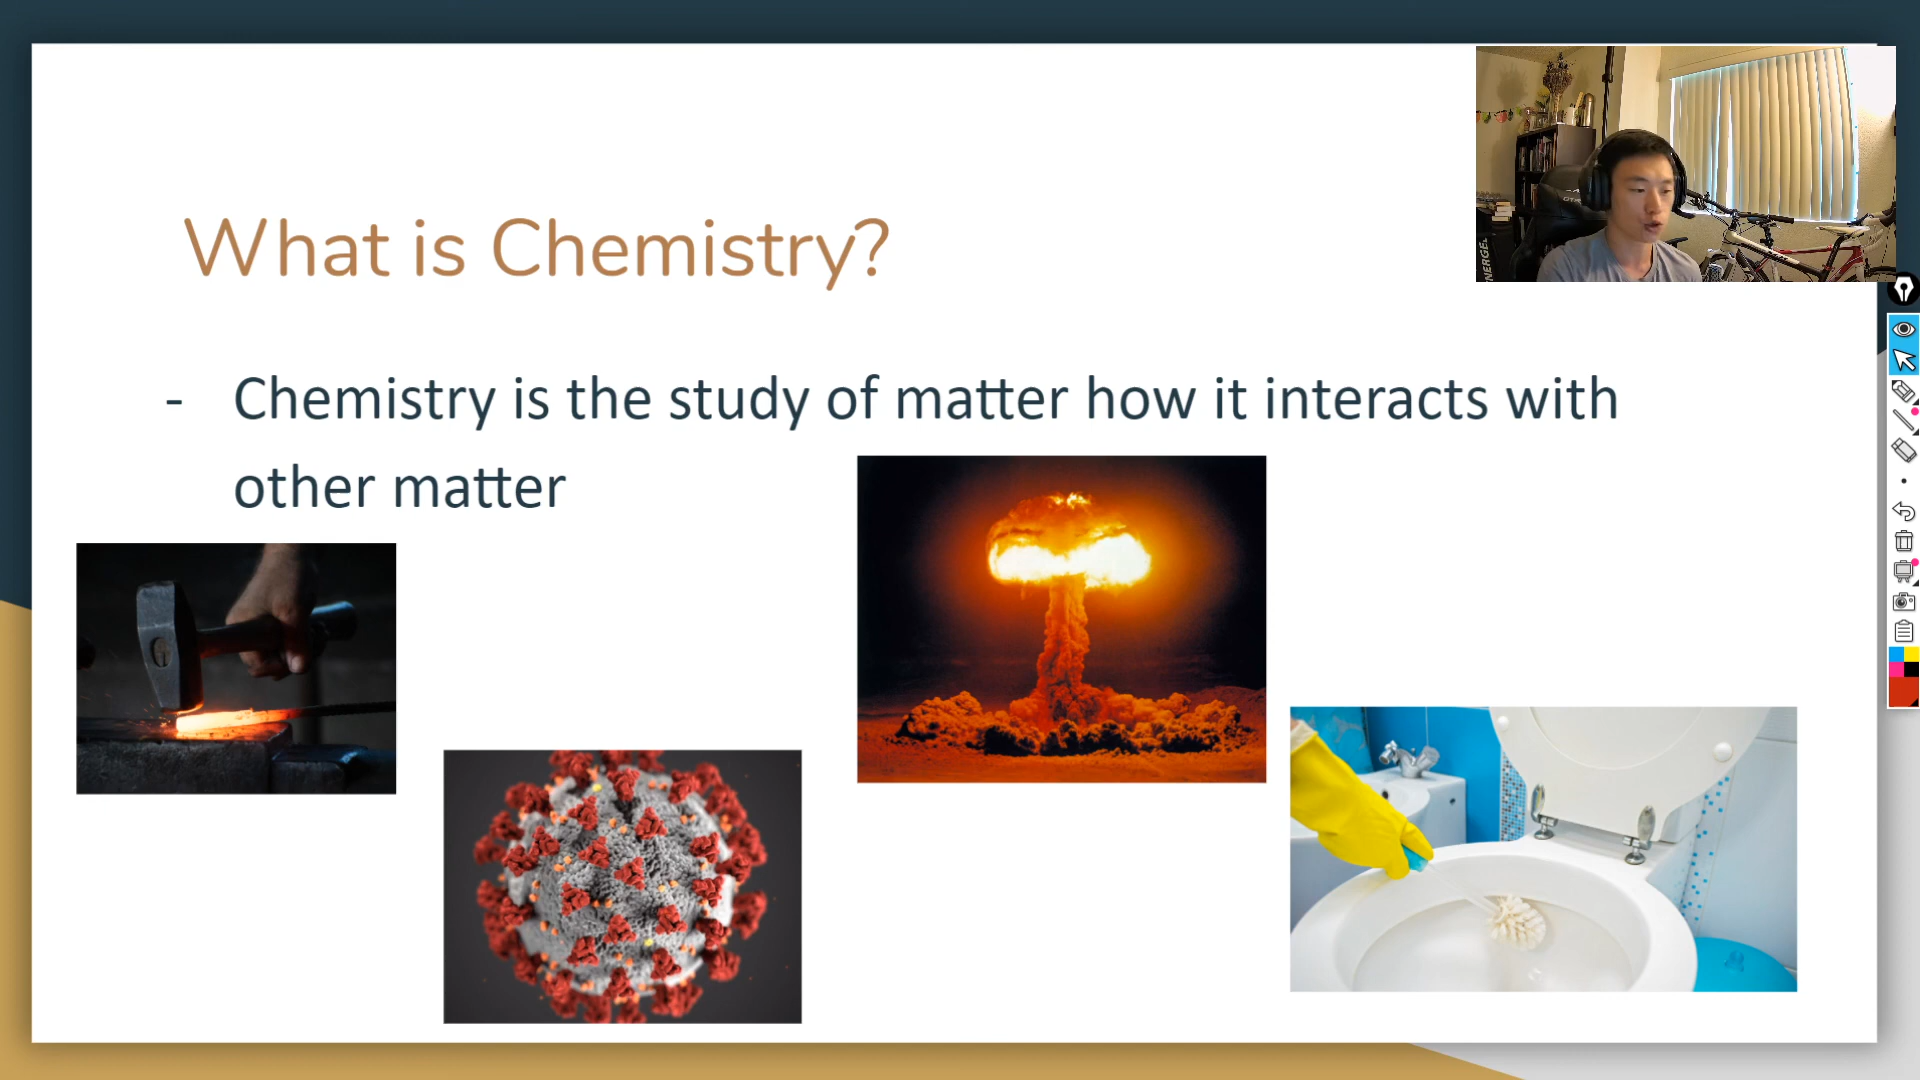 What is Chemistry?
- Chemistry is the study of matter how it interacts with
other matter